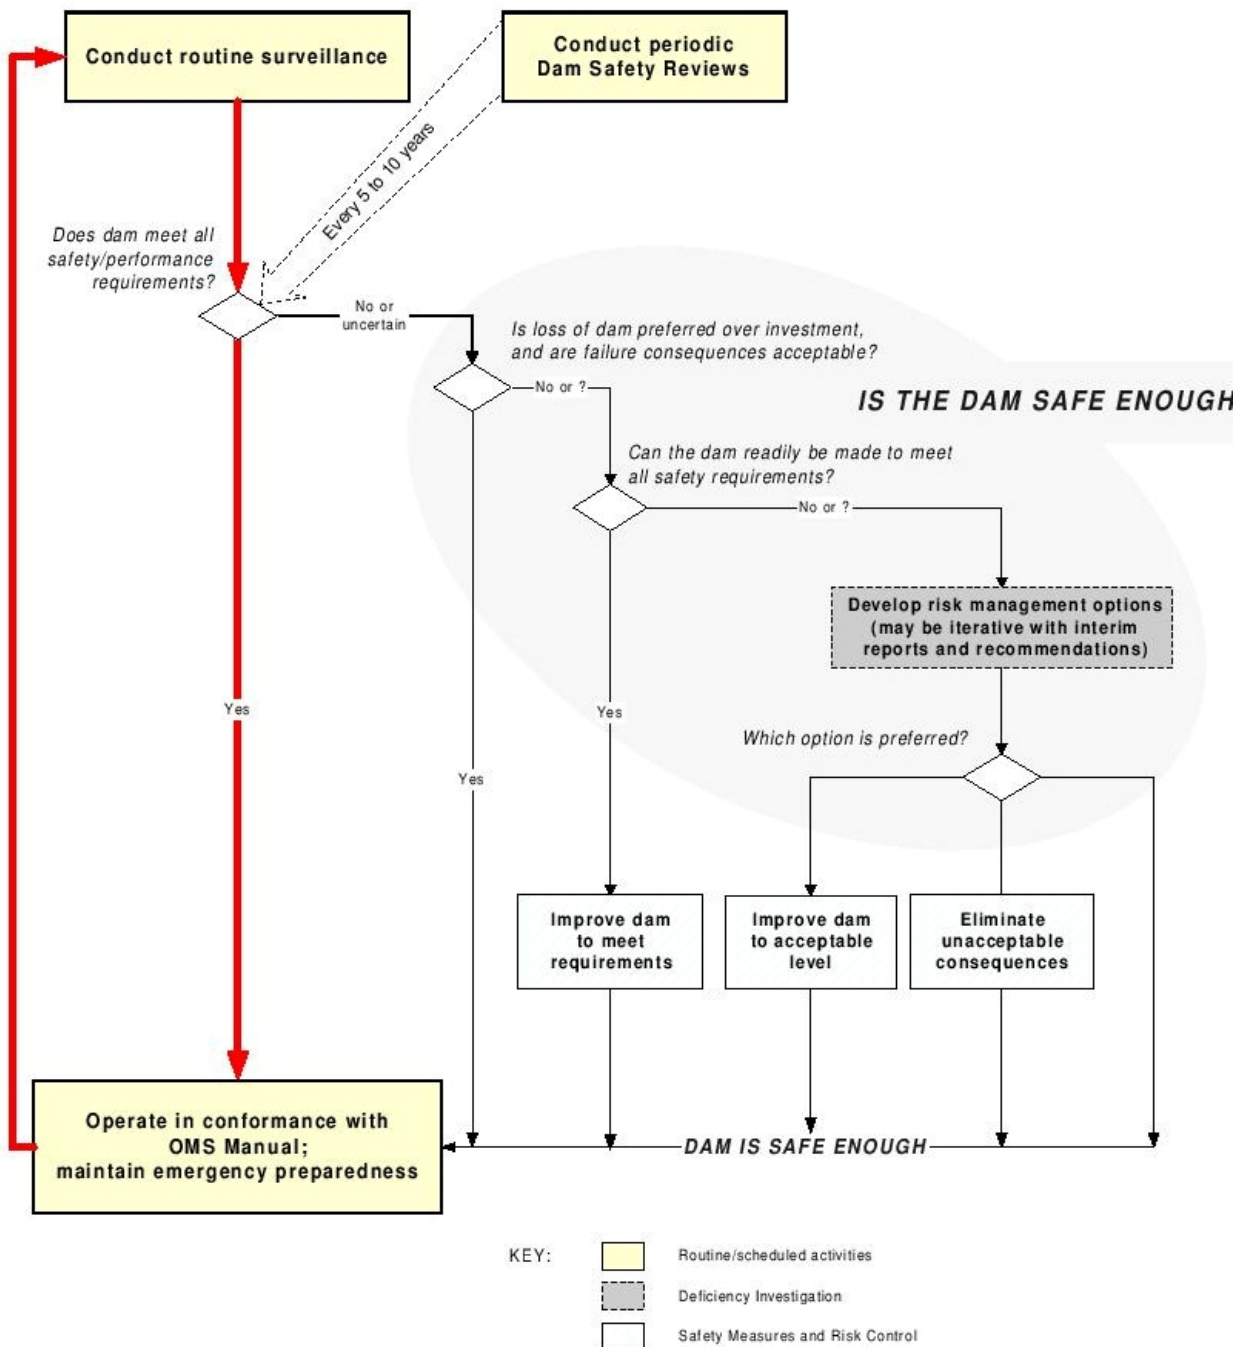 Conduct routine surveillance
Conduct periodic
Dam Safety Reviews
Every 5 to 10 years
Does dam meet all
safety/performance
requirements?
No or
uncertain
Is loss of dam preferred over investment,
and are failure consequences acceptable?
No or ?
IS THE DAM SAFE ENOUGH
Can the dam readily be made to meet
all safety requirements?
No or ?
Develop risk management options
(may be iterative with interim
reports and recommendations)
Yes
Yes
Which option is preferred?
Yes
Improve dam
to meet
requirements
Improve dam
to acceptable
level
Eliminate
unacceptable
consequences
Operate in conformance with
OMS Manual;
maintain emergency preparedness
DAM IS SAFE ENOUGH
KEY:
Routine/scheduled activities
Deficiency Investigation
Safety Measures and Risk Control